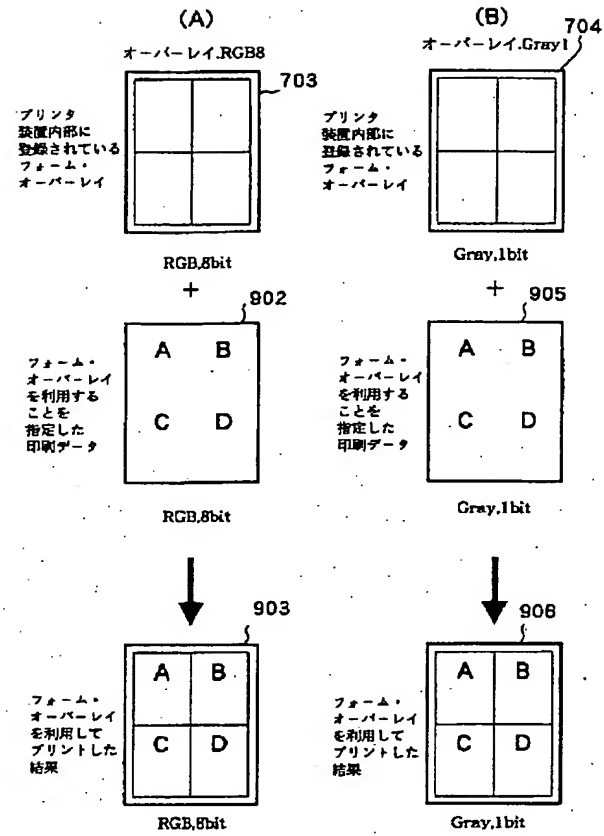 (A)
オーバーレイ.RGB8
703
プリンタ
装置内部に
登録されている
フォーム・
オーバーレイ
RGB,8bit
+
902
A B
C D
フォーム・
オーバーレイ
を利用する
ことを
指定した
印刷データ
RGB,8bit
903
A B
C D
フォーム・
オーバーレイ
を利用して
プリントした
結果
RGB,8bit
(B)
オーバーレイ.Gray1
704
プリンタ
装置内部に
登録されている
フォーム・
オーバーレイ
Gray,1bit
+
905
A B
C D
フォーム・
オーバーレイ
を利用する
ことを
指定した
印刷データ
Gray,1bit
906
A B
C D
フォーム・
オーバーレイ
を利用して
プリントした
結果
Gray,1bit